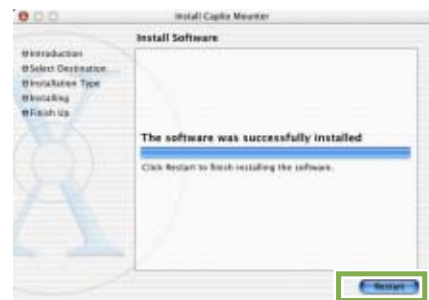 Install Caplio Mounter
Install Software
Introduction
Select Destination
Installation Type
Installing
Finish Up
The software was successfully installed
Click Restart to finish installing the software.
Restart